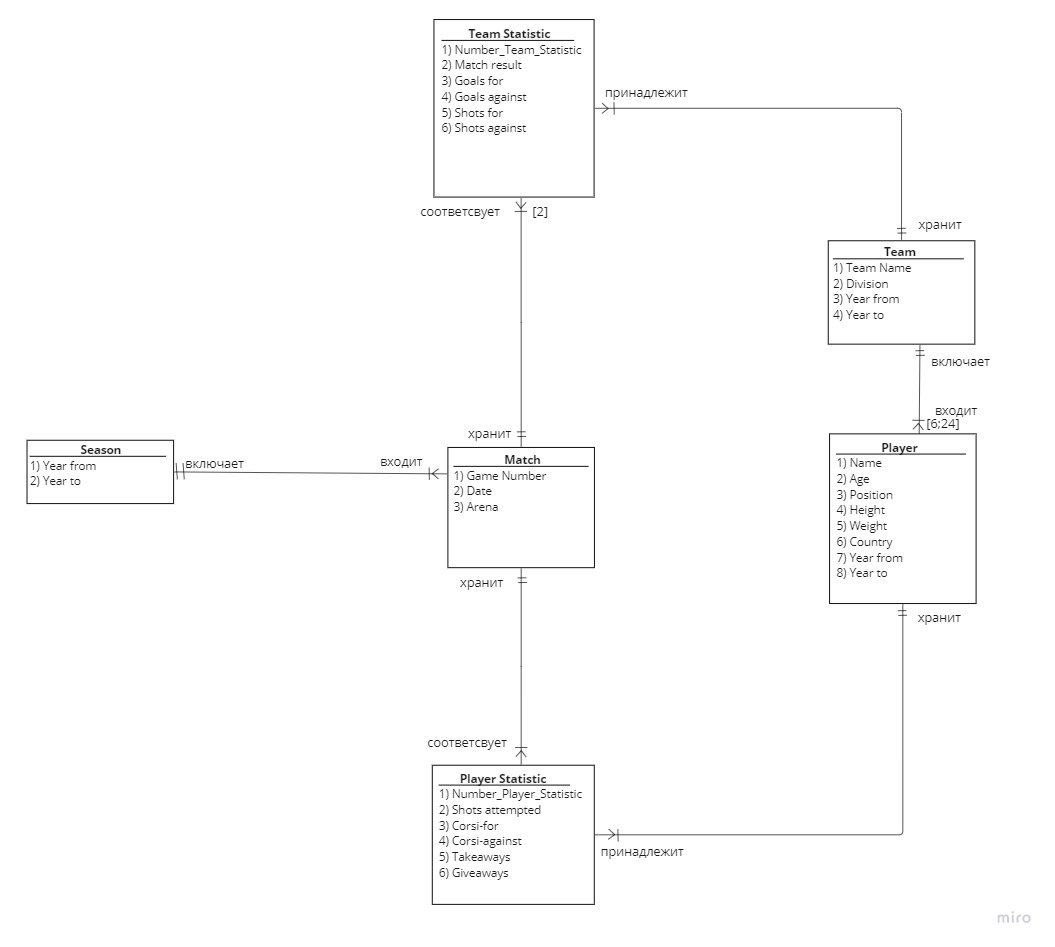 Team Statistic
1) Number_Team_Statistic
2) Match result
3) Goals for
4) Goals against
5) Shots for
6) Shots against
принадлежит
соответсвует
[2]
хранит
Team
1) Team Name
2) Division
3) Year from
4) Year to
включает
входит
[6;24]
Player
1) Name
2) Age
3) Position
4) Height
5) Weight
6) Country
7) Year from
8) Year to
хранит
Season
1) Year from
2) Year to
включает
входит
хранит
Match
1) Game Number
2) Date
3) Arena
хранит
соответсвует
Player Statistic
1) Number_Player_Statistic
2) Shots attempted
3) Corsi-for
4) Corsi-against
5) Takeaways
6) Giveaways
принадлежит
miro